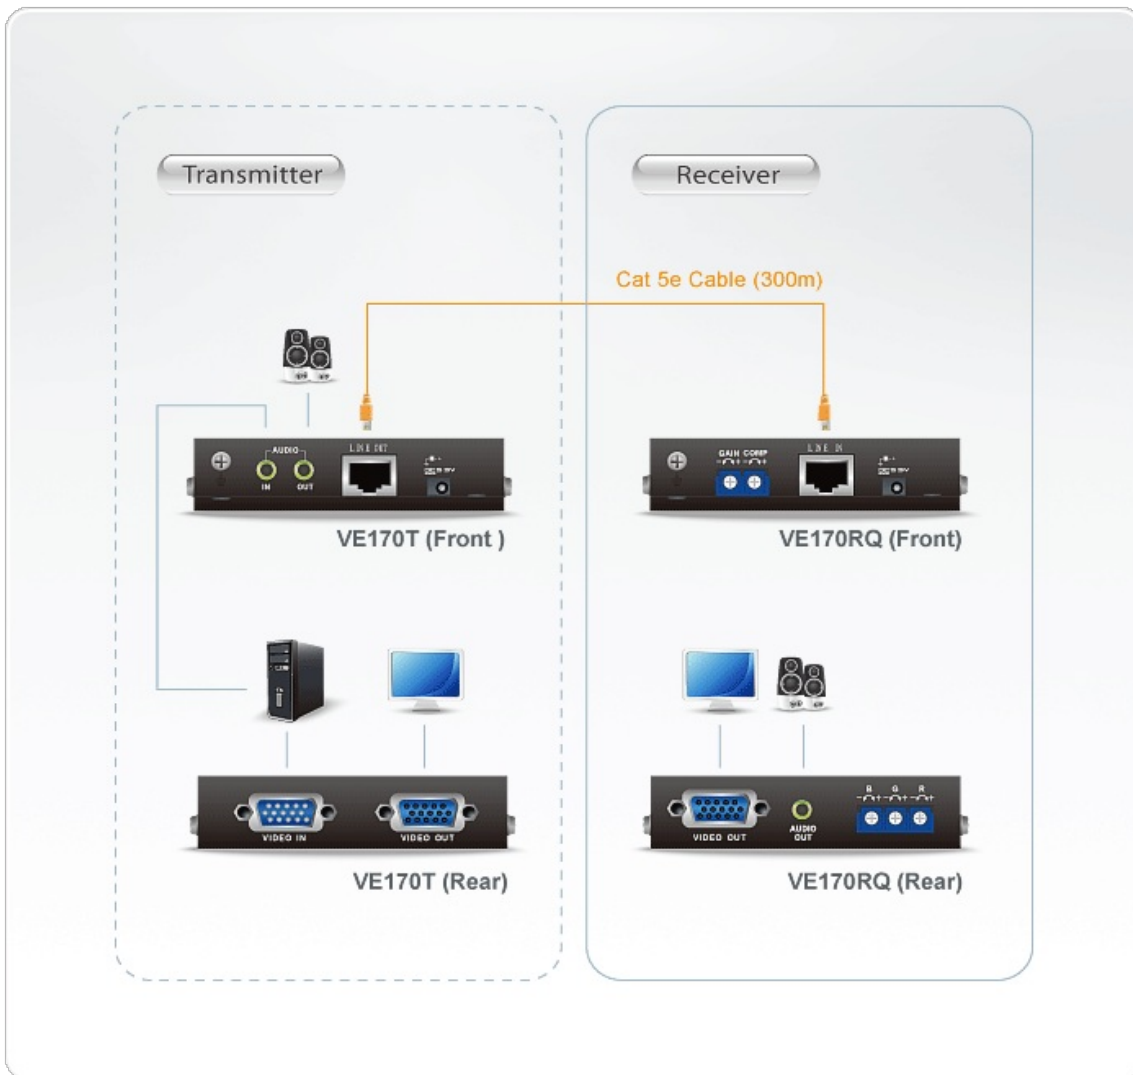 Transmitter
Receiver
Cat 5e Cable (300m)
AUDIO
IN
OUT
LINE OUT
VE170T (Front )
GAIN COMP
- +
- +
LINE IN
VE170RQ (Front)
VIDEO IN
VIDEO OUT
VE170T (Rear)
VIDEO OUT
AUDIO
OUT
B G R
- + - + - +
VE170RQ (Rear)